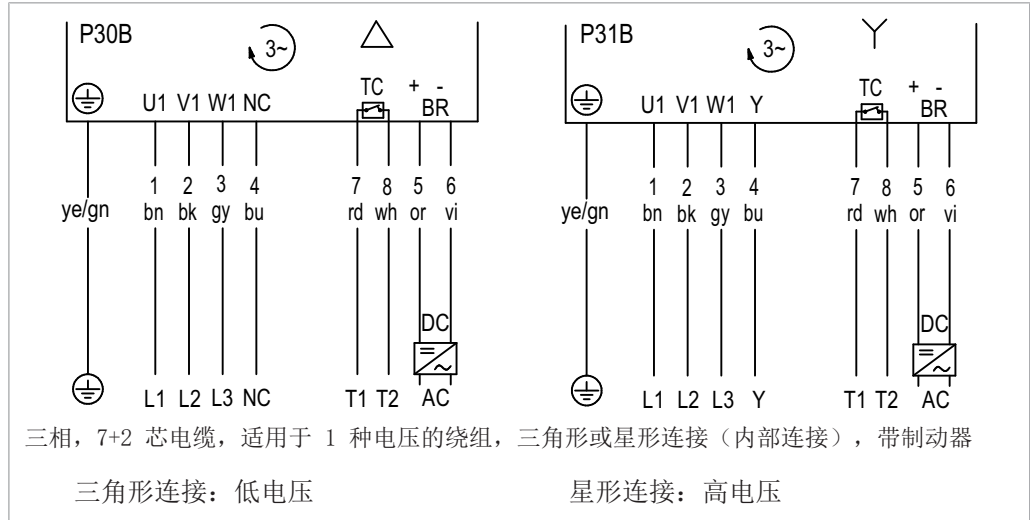 P30B 3~ P31B 3~
TC + - TC + -
U1 V1 W1 NC BR U1 V1 W1 Y BR
1 2 3 4 7 8 5 6 1 2 3 4 7 8 5 6
ye/gn bn bk gy bu rd wh or vi ye/gn bn bk gy bu rd wh or vi
DC DC
L1 L2 L3 NC T1 T2 AC L1 L2 L3 Y T1 T2 AC
三相，7+2 芯电缆，适用于 1 种电压的绕组，三角形或星形连接（内部连接），带制动器
三角形连接：低电压 星形连接：高电压